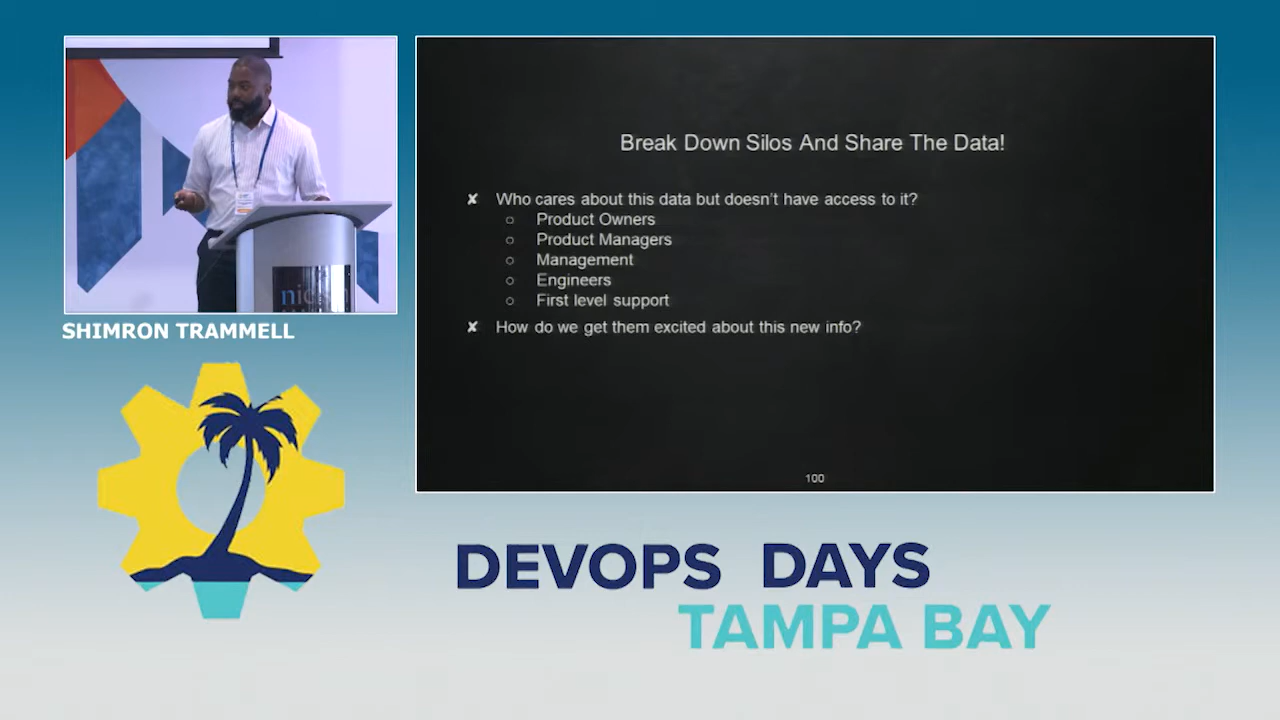 Break Down Silos And Share The Data!
✘ Who cares about this data but doesn't have access to it?
○ Product Owners
○ Product Managers
○ Management
○ Engineers
○ First level support
✘ How do we get them excited about this new info?
100
SHIMRON TRAMMELL
DEVOPS DAYS
TAMPA BAY